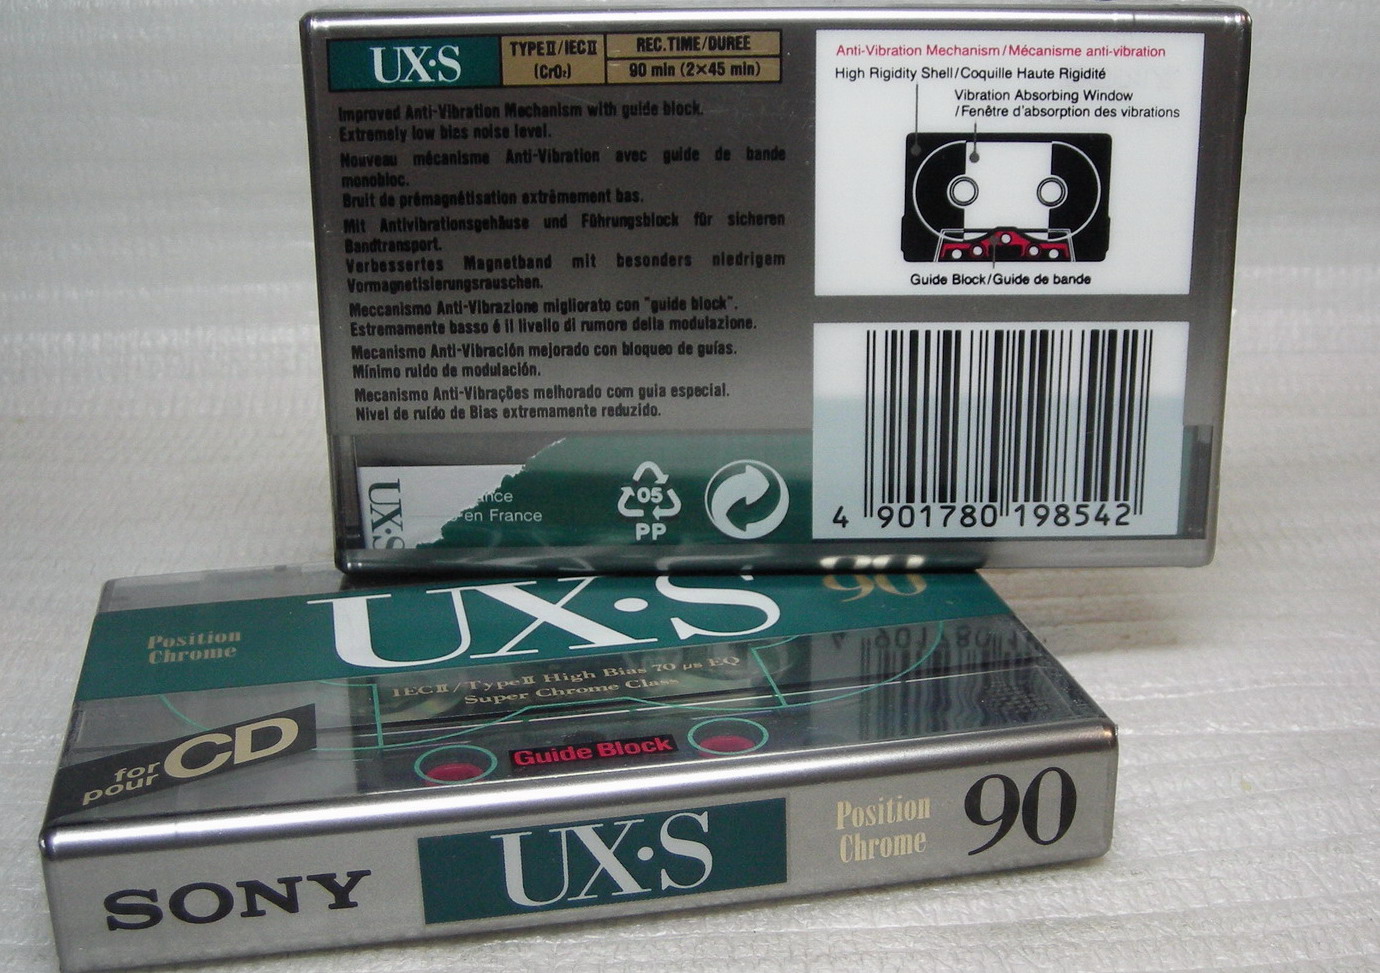 UX·S
TYPEⅡ/IECⅡ
(CrO₂)
REC.TIME/DUREE
90 min (2×45 min)
Improved Anti-Vibration Mechanism with guide block.
Extremely low bias noise level.
Nouveau mécanisme Anti-Vibration avec guide de bande
monobloc.
Bruit de prémagnétisation extrêmement bas.
Mit Antivibrationsgehäuse und Führungsblock für sicheren
Bandtransport.
Verbessertes Magnetband mit besonders niedrigem
Vormagnetisierungsrauschen.
Meccanismo Anti-Vibrazione migliorato con "guide block".
Estremamente basso é il livello di rumore della modulazione.
Mecanismo Anti-Vibración mejorado con bloqueo de guías.
Mínimo ruido de modulación.
Mecanismo Anti-Vibrações melhorado com guia especial.
Nivel de ruído de Bias extremamente reduzido.
Anti-Vibration Mechanism/Mécanisme anti-vibration
High Rigidity Shell/Coquille Haute Rigidité
Vibration Absorbing Window
/Fenêtre d'absorption des vibrations
Guide Block/Guide de bande
UX·S
en France
05
PP
4 901780 198542
UX·S
90
Position
Chrome
IECⅡ/TypeⅡ High Bias 70 µs EQ
Super Chrome Class
for
pour
CD
Guide Block
SONY
UX·S
Position
Chrome
90